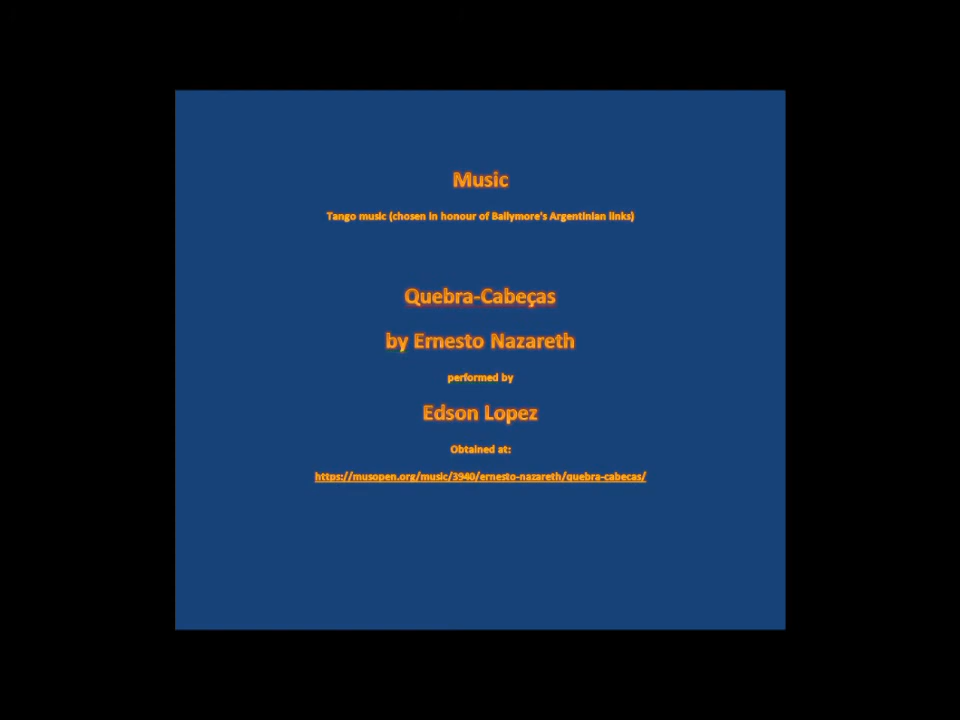 Music
Tango music (chosen in honour of Ballymore's Argentinian links)
Quebra-Cabeças
by Ernesto Nazareth
performed by
Edson Lopez
Obtained at:
https://musopen.org/music/3940/ernesto-nazareth/quebra-cabecas/